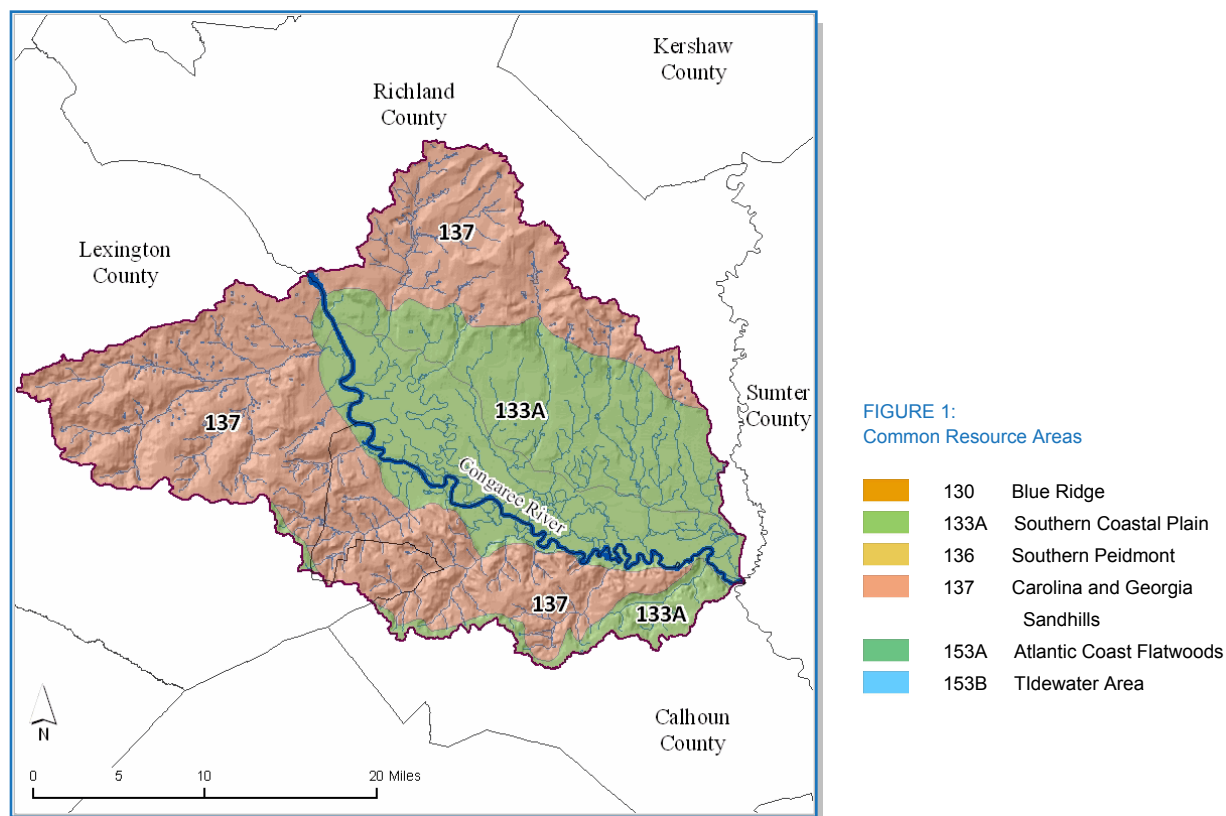 Kershaw
County
Richland
County
137
Lexington
County
Sumter
County
133A
137
Congaree River
137
133A
Calhoun
County
N
0 5 10 20 Miles
FIGURE 1:
Common Resource Areas
130 Blue Ridge
133A Southern Coastal Plain
136 Southern Peidmont
137 Carolina and Georgia
Sandhills
153A Atlantic Coast Flatwoods
153B TIdewater Area